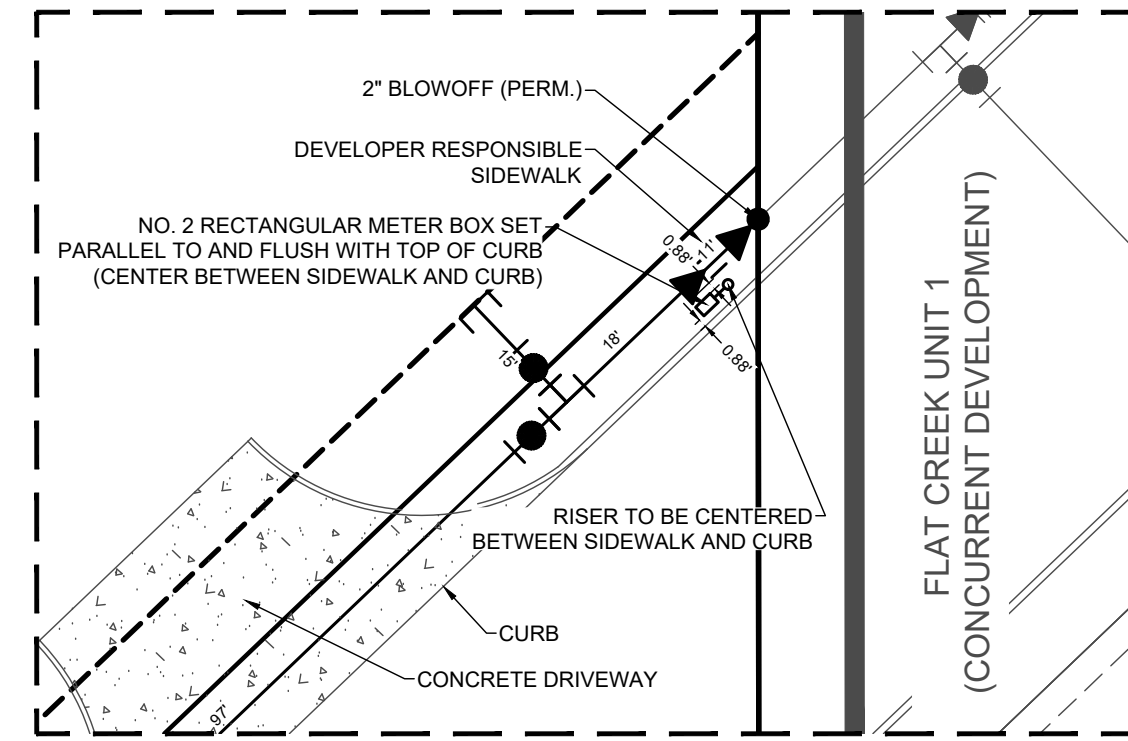 2" BLOWOFF (PERM.)
DEVELOPER RESPONSIBLE
SIDEWALK
NO. 2 RECTANGULAR METER BOX SET
PARALLEL TO AND FLUSH WITH TOP OF CURB
(CENTER BETWEEN SIDEWALK AND CURB)
0.88'
11'
18'
0.88'
15'
RISER TO BE CENTERED
BETWEEN SIDEWALK AND CURB
CURB
CONCRETE DRIVEWAY
97'
FLAT CREEK UNIT 1
(CONCURRENT DEVELOPMENT)